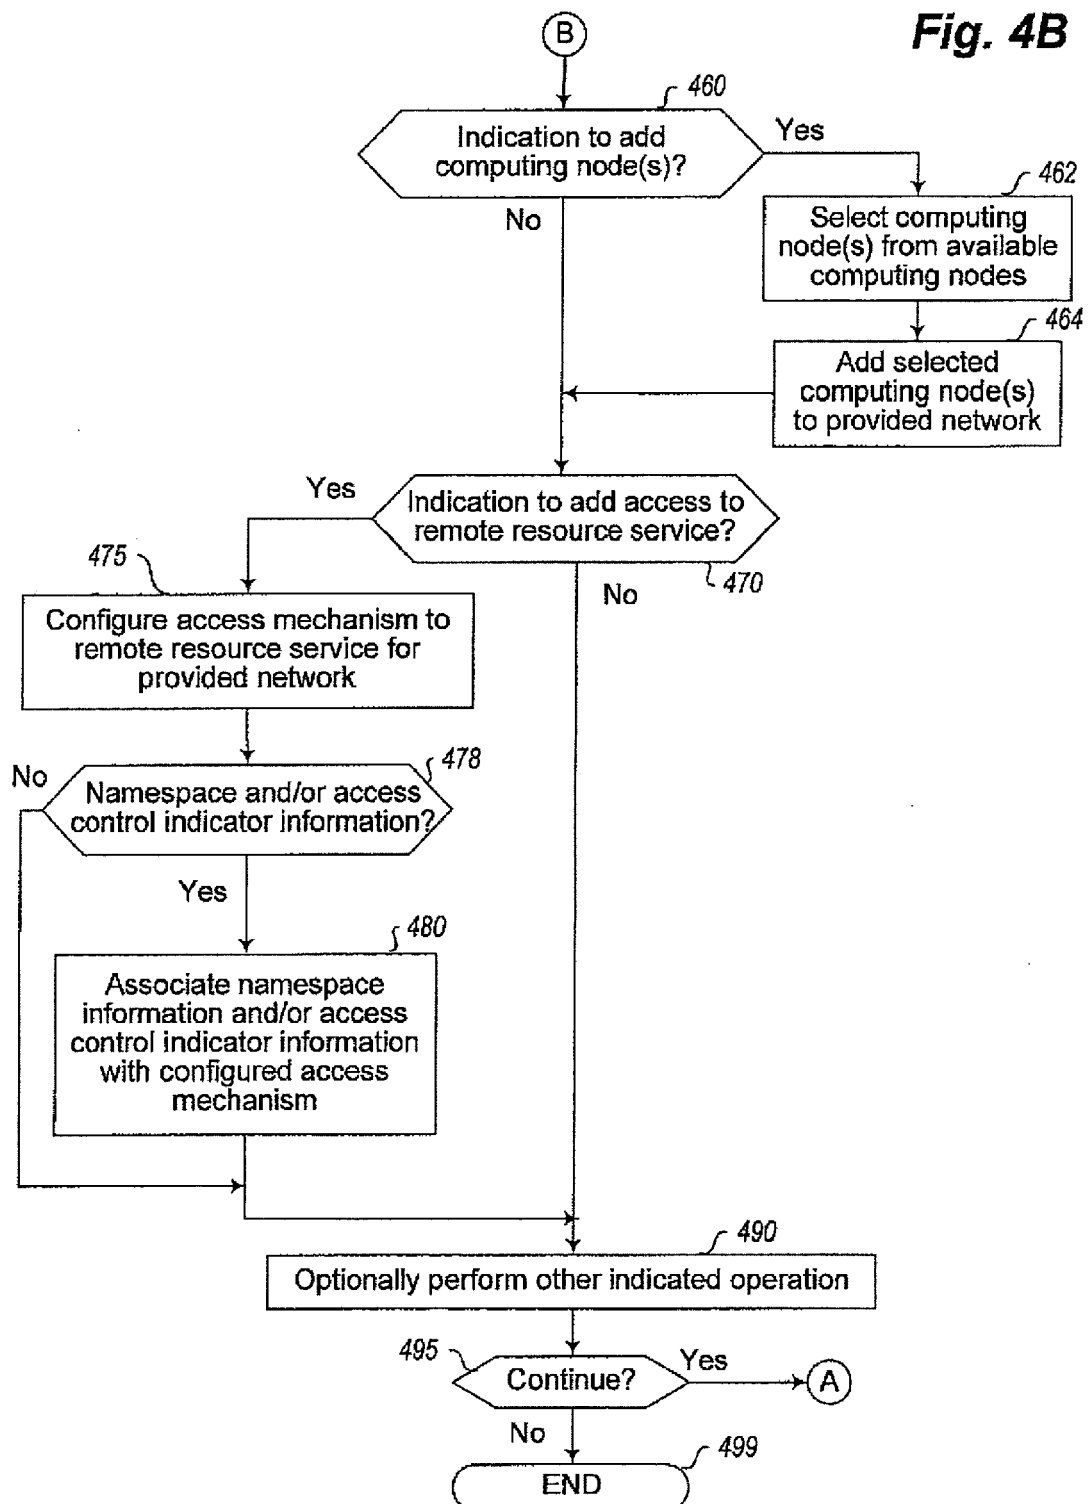 Fig. 4B
B
460
Indication to add
computing node(s)?
Yes
No
462
Select computing
node(s) from available
computing nodes
464
Add selected
computing node(s)
to provided network
Yes
Indication to add access to
remote resource service?
470
No
475
Configure access mechanism to
remote resource service for
provided network
478
No
Namespace and/or access
control indicator information?
Yes
480
Associate namespace
information and/or access
control indicator information
with configured access
mechanism
490
Optionally perform other indicated operation
495
Continue?
Yes
A
No
499
END